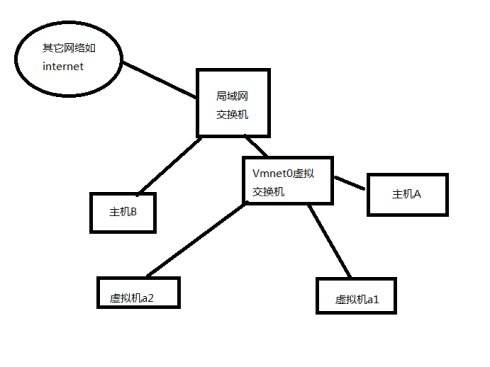 其它网络如
internet
局域网
交换机
Vmnet0虚拟
交换机
主机A
主机B
虚拟机a2
虚拟机a1